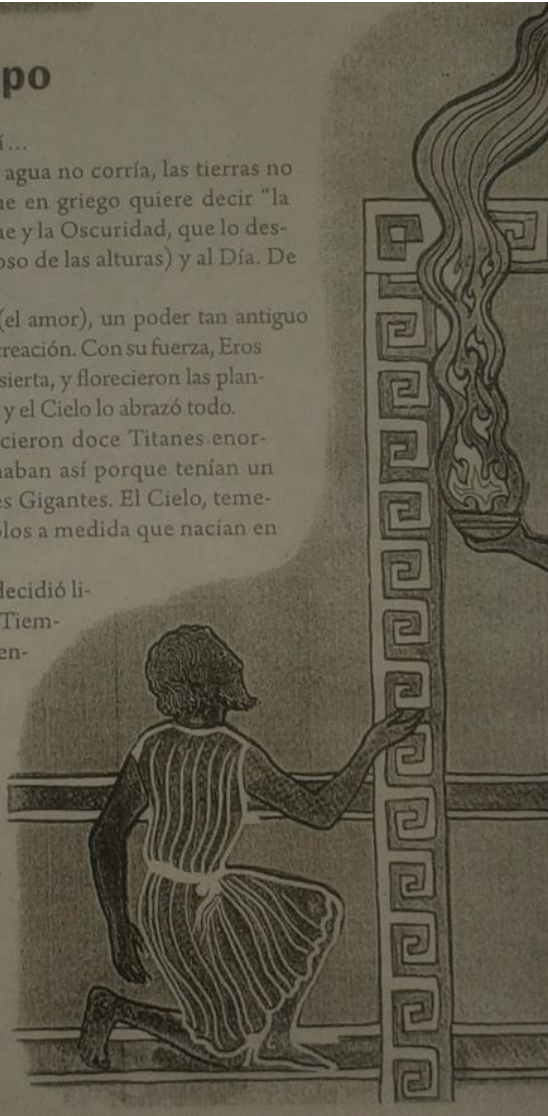 po
í...
agua no corría, las tierras no
ue en griego quiere decir "la
he y la Oscuridad, que lo des-
oso de las alturas) y al Día. De
(el amor), un poder tan antiguo
creación. Con su fuerza, Eros
sierta, y florecieron las plan-
y el Cielo lo abrazó todo.
cieron doce Titanes enor-
maban así porque tenían un
es Gigantes. El Cielo, teme-
olos a medida que nacían en
decidió li-
Tiem-
en-